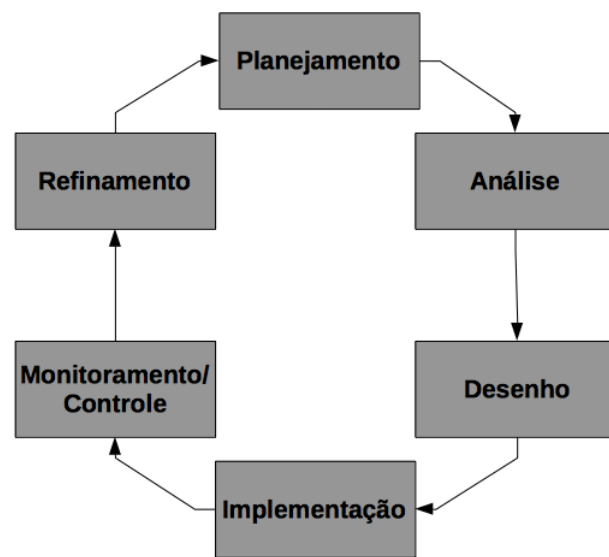 Planejamento
Análise
Desenho
Implementação
Monitoramento/
Controle
Refinamento